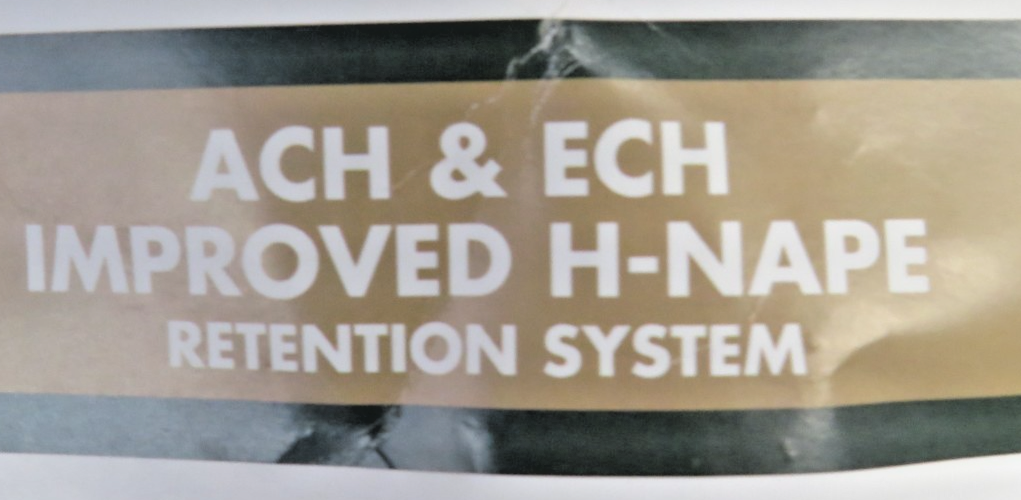 ACH & ECH
IMPROVED H-NAPE
RETENTION SYSTEM